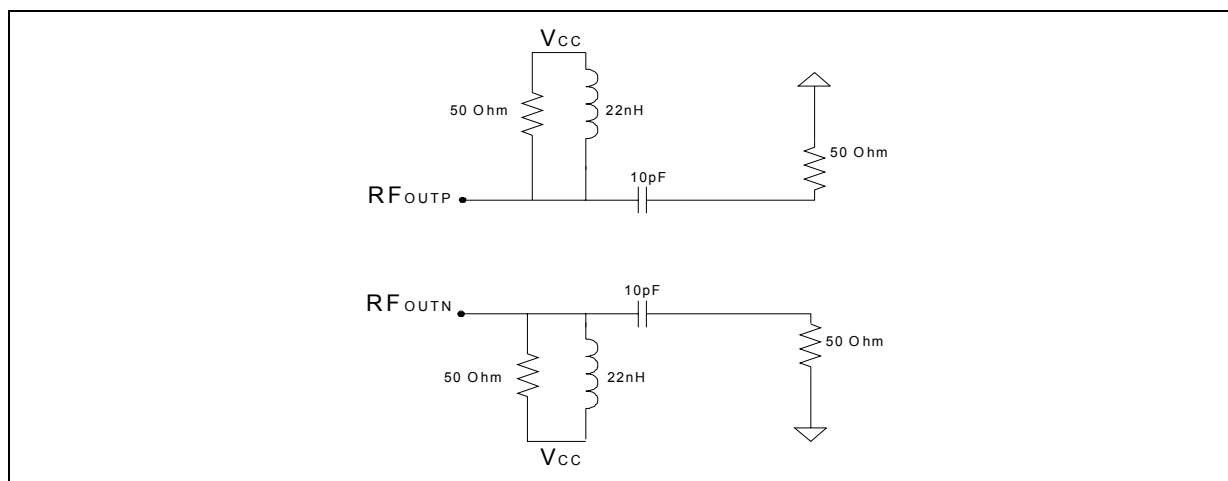 VCC
50 Ohm
22nH
50 Ohm
10pF
RFOUTP
10pF
RFOUTN
50 Ohm
50 Ohm
22nH
VCC